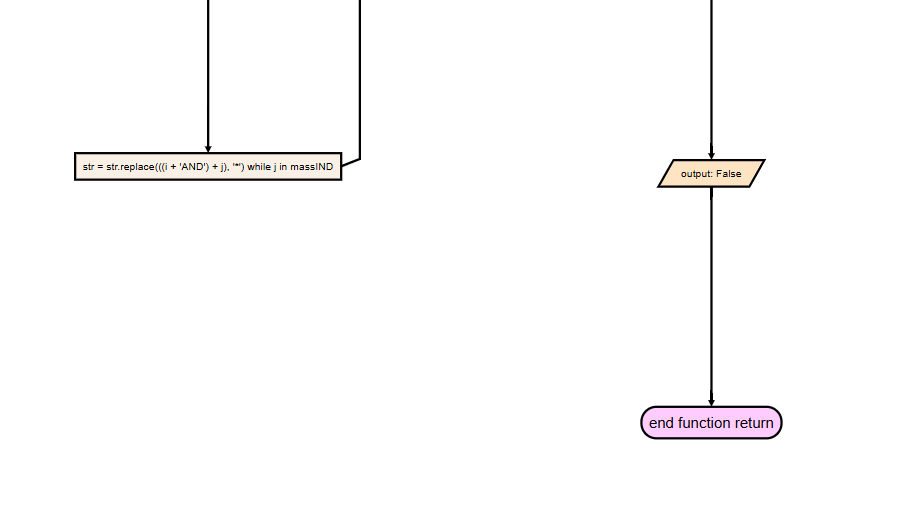 str = str.replace(((i + 'AND') + j), '*') while j in massIND
output: False
end function return